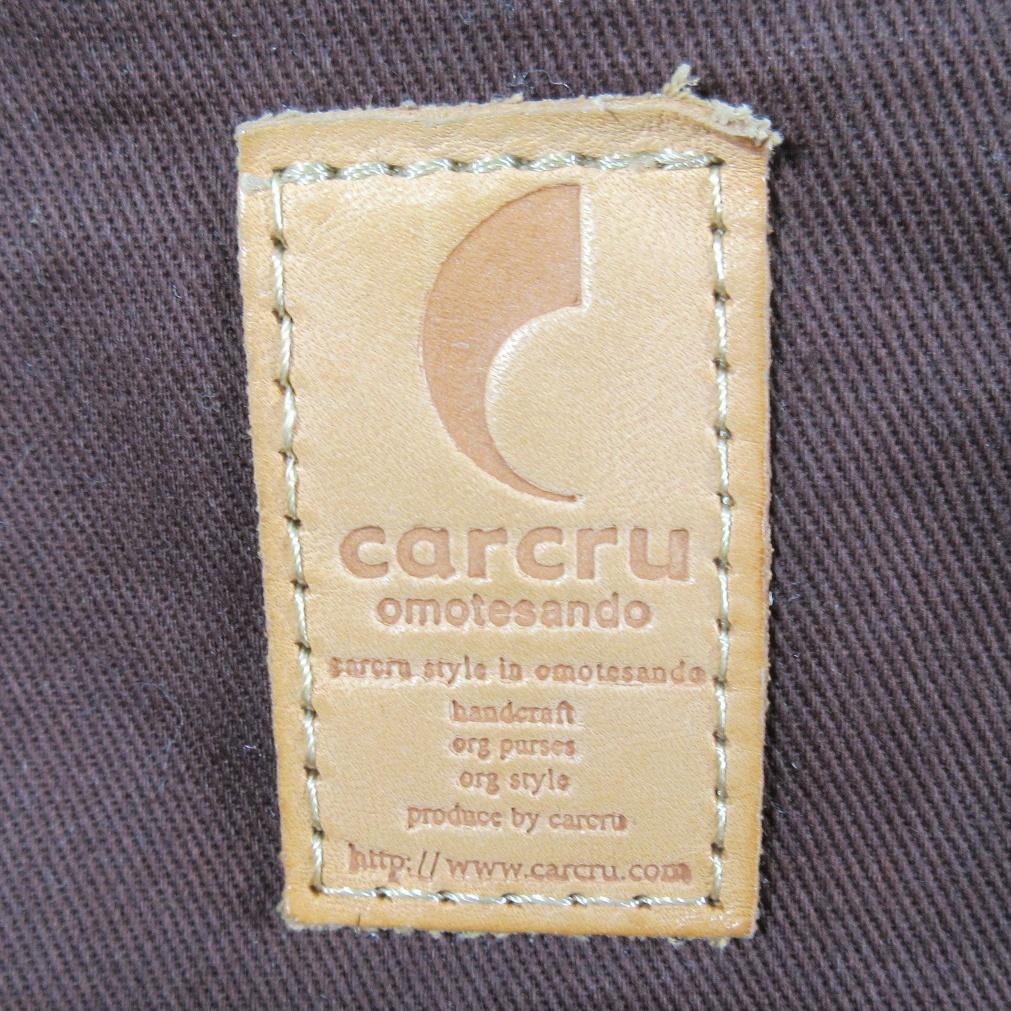 carcru
omotesando
carcru style in omotesando
handcraft
org purses
org style
produce by carcru
http://www.carcru.com